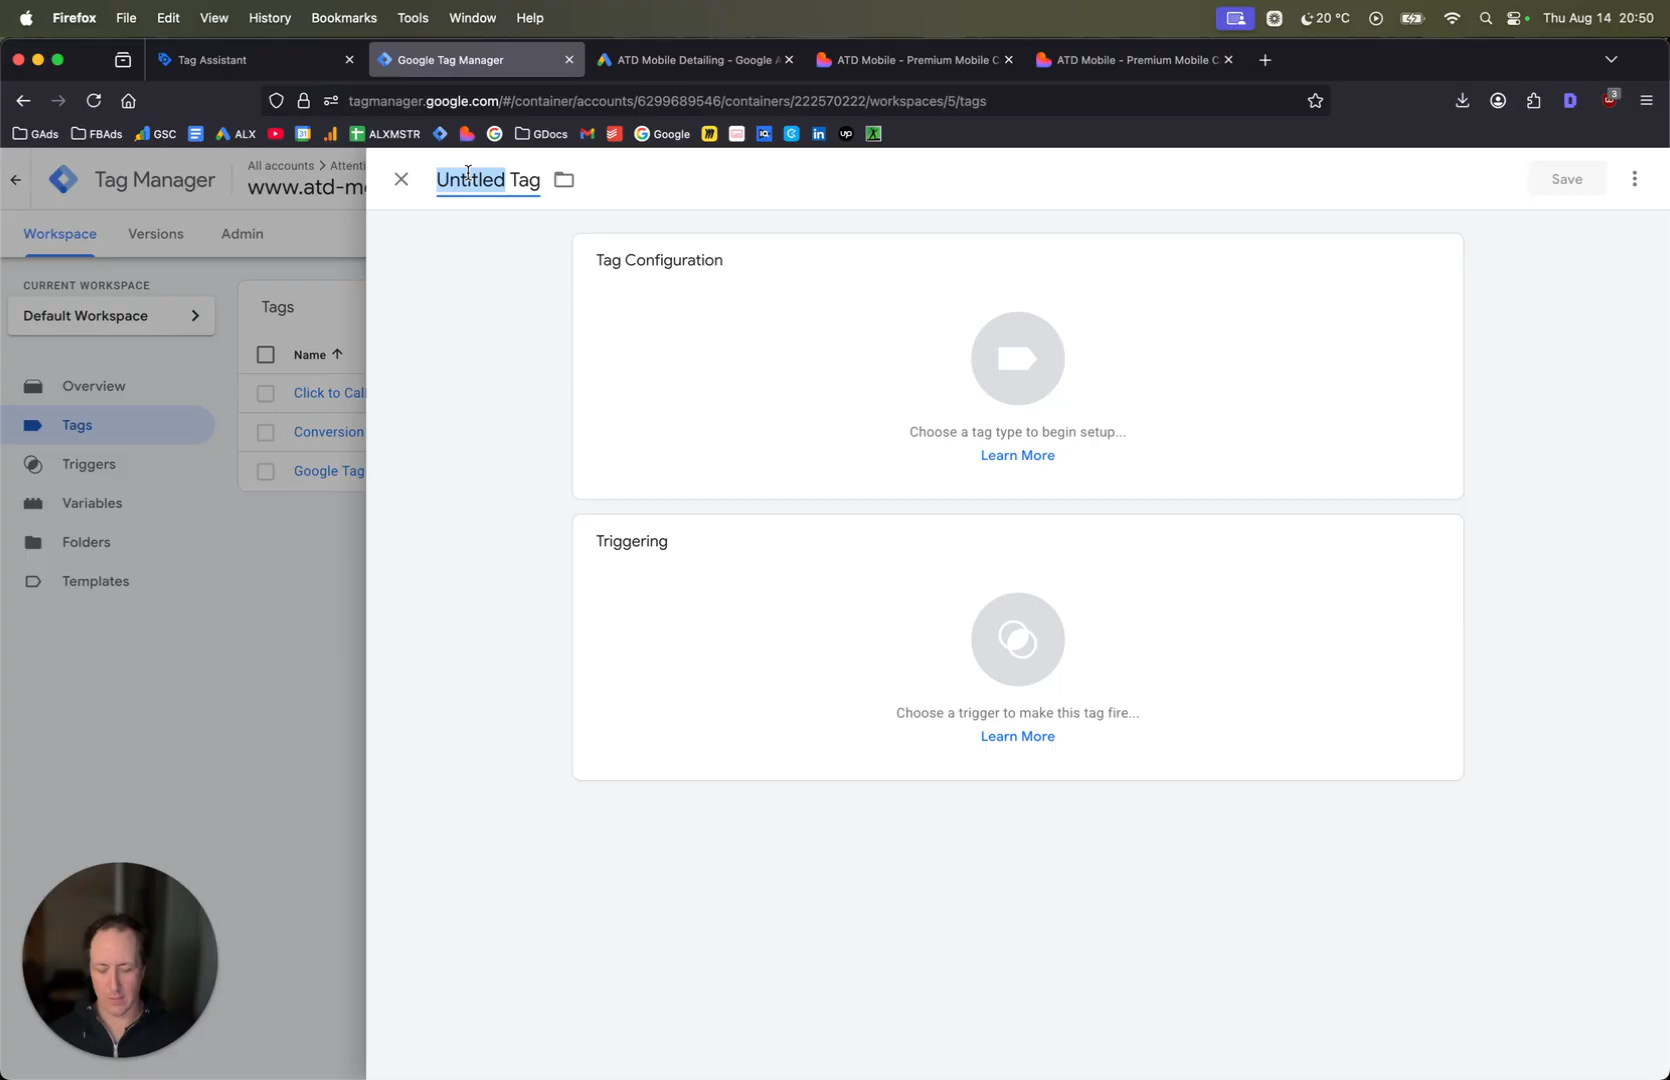 Firefox File Edit View History Bookmarks Tools Window Help 20 °C Thu Aug 14 20:50
Tag Assistant Google Tag Manager ATD Mobile Detailing - Google A ATD Mobile - Premium Mobile C ATD Mobile - Premium Mobile C
tagmanager.google.com/#/container/accounts/6299689546/containers/222570222/workspaces/5/tags 3
GAds FBAds GSC ALX ALXMSTR GDocs Google
All accounts > Attenti
Tag Manager www.atd-m
Untitled Tag Save
Workspace Versions Admin
CURRENT WORKSPACE
Default Workspace
Overview
Tags
Triggers
Variables
Folders
Templates
Tags
Name
Click to Call
Conversion
Google Tag
Tag Configuration
Choose a tag type to begin setup...
Learn More
Triggering
Choose a trigger to make this tag fire...
Learn More